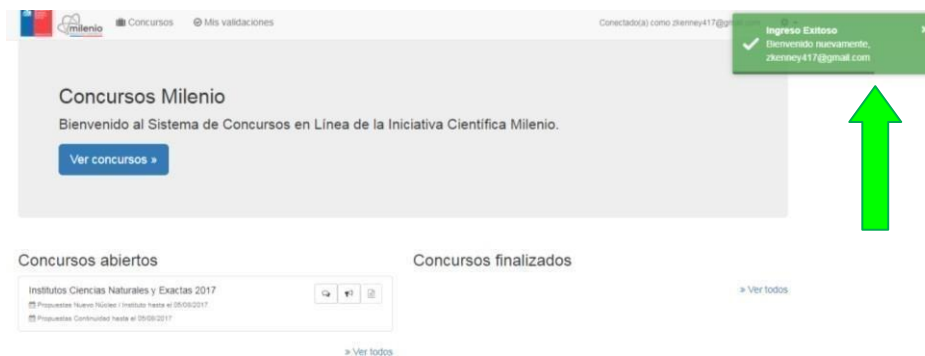 milenio
Concursos
Mis validaciones
Conectado(a) como zkenney417@
Ingreso Exitoso
Bienvenido nuevamente,
zkenney417@gmail.com
Concursos Milenio
Bienvenido al Sistema de Concursos en Línea de la Iniciativa Científica Milenio.
Ver concursos »
Concursos abiertos
Institutos Ciencias Naturales y Exactas 2017
Propuestas Nuevo Núcleo / Instituto hasta el 05/09/2017
Propuestas Continuidad hasta el 05/09/2017
» Ver todos
Concursos finalizados
» Ver todos